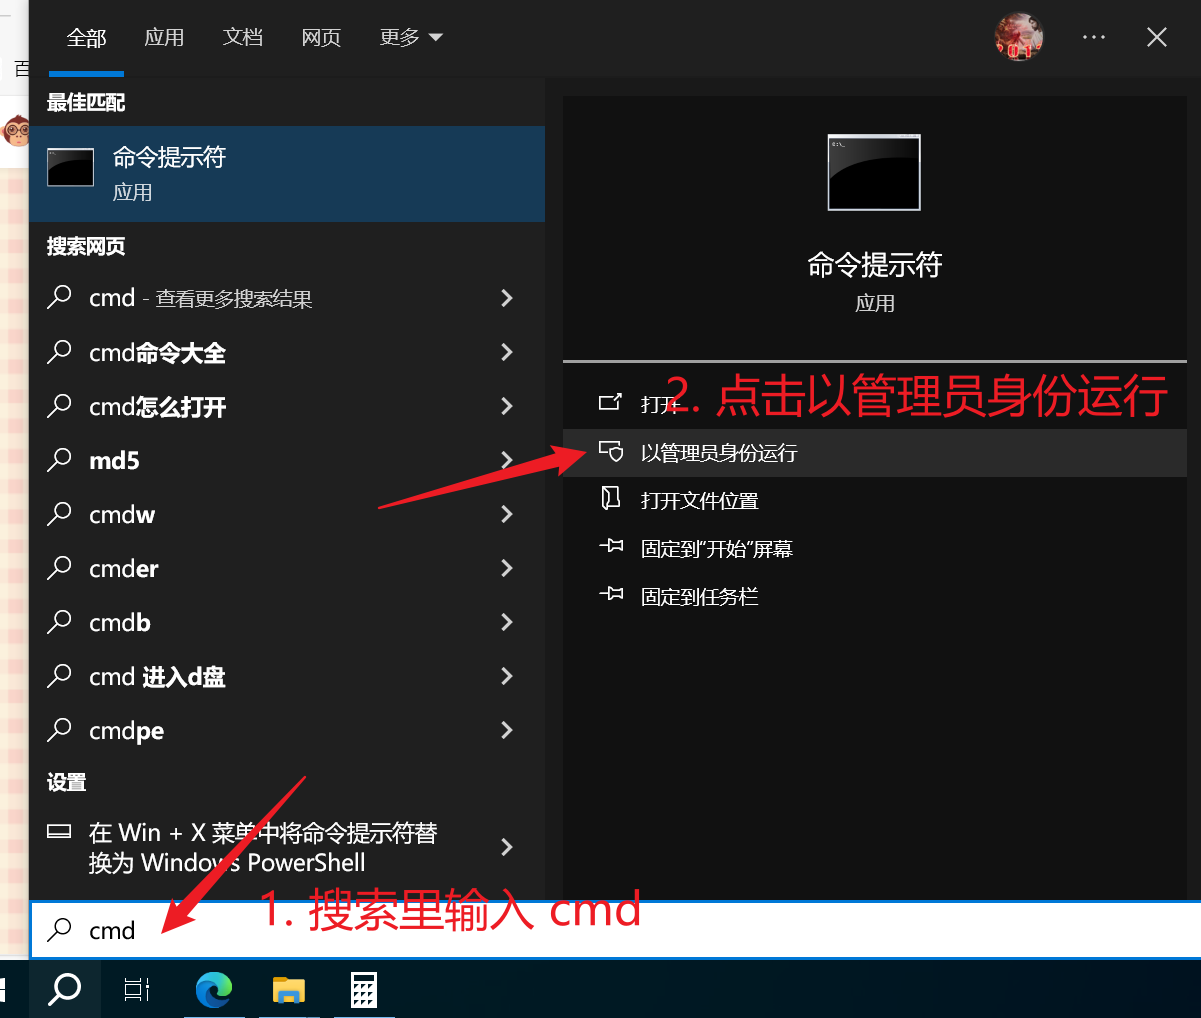 全部 应用 文档 网页 更多
百
最佳匹配
命令提示符
应用
搜索网页
cmd - 查看更多搜索结果
cmd命令大全
cmd怎么打开
md5
cmdw
cmder
cmdb
cmd 进入d盘
cmdpe
设置
在 Win + X 菜单中将命令提示符替
换为 Windows PowerShell
命令提示符
应用
打开
2. 点击以管理员身份运行
以管理员身份运行
打开文件位置
固定到“开始”屏幕
固定到任务栏
1. 搜索里输入 cmd
cmd